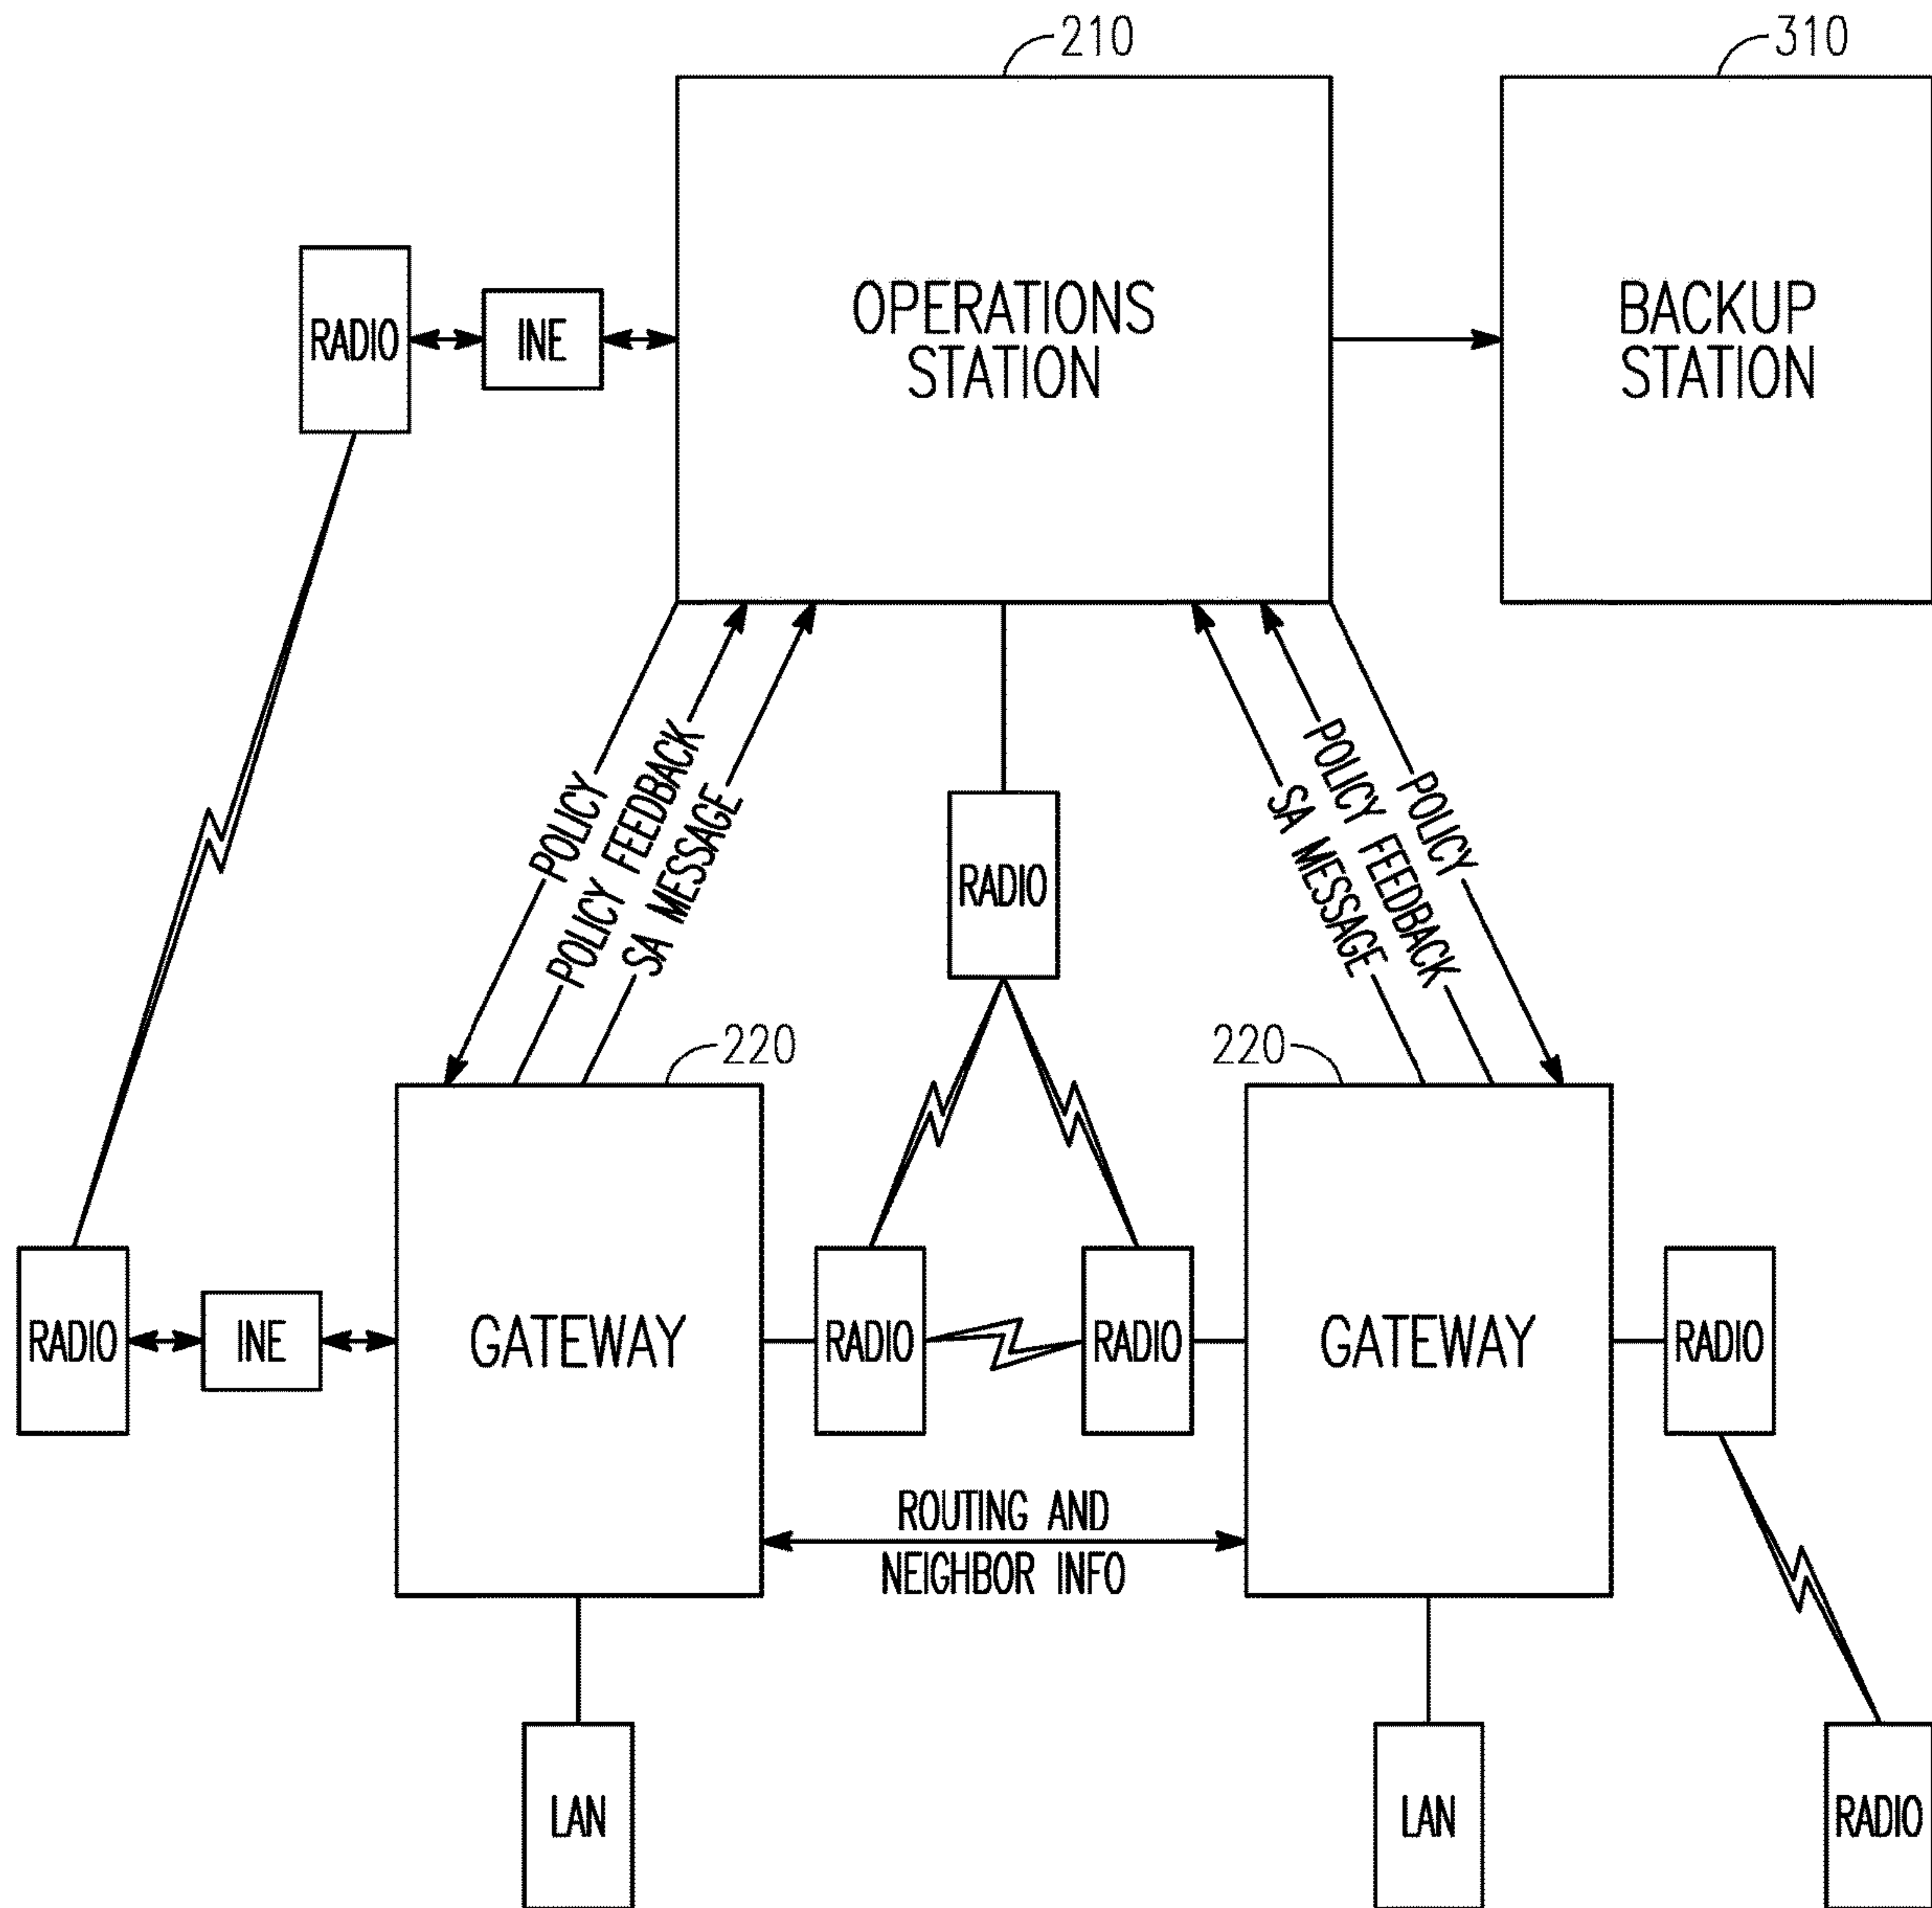 210
310
OPERATIONS
STATION
BACKUP
STATION
RADIO
INE
POLICY
POLICY FEEDBACK
SA MESSAGE
SA MESSAGE
POLICY FEEDBACK
POLICY
RADIO
220
220
RADIO
INE
GATEWAY
RADIO
RADIO
GATEWAY
RADIO
ROUTING AND
NEIGHBOR INFO
LAN
LAN
RADIO